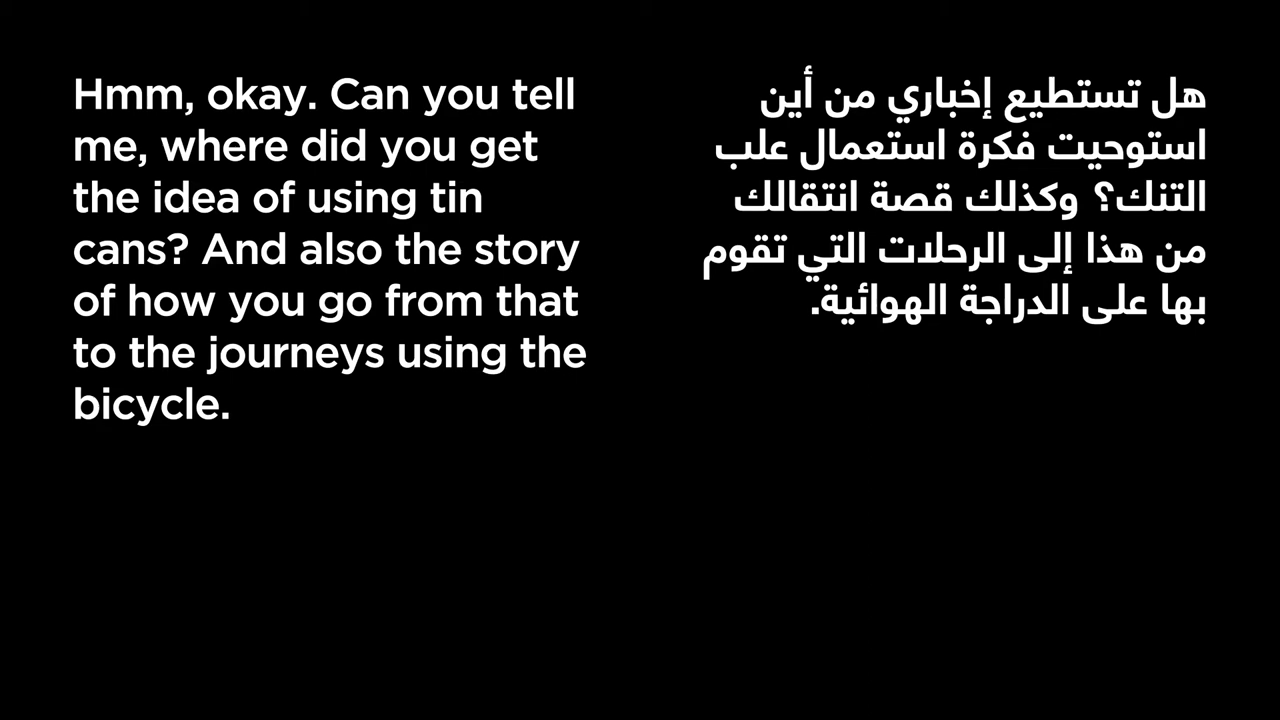 Hmm, okay. Can you tell
me, where did you get
the idea of using tin
cans? And also the story
of how you go from that
to the journeys using the
bicycle.
هل تستطيع إخباري من أين
استوحيت فكرة استعمال علب
التنك؟ وكذلك قصة انتقالك
من هذا إلى الرحلات التي تقوم
بها على الدراجة الهوائية.